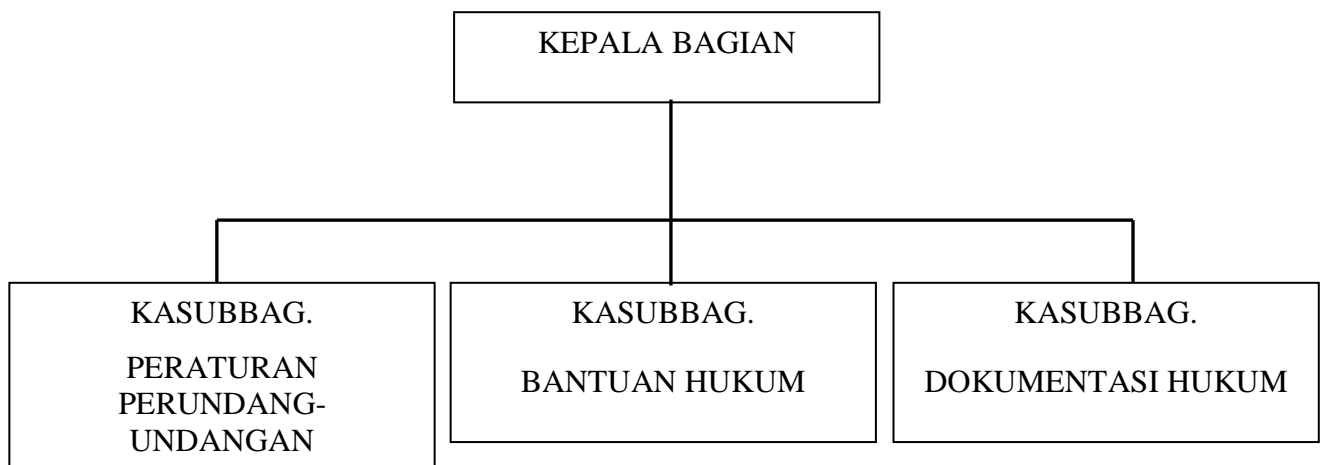 KEPALA BAGIAN
KASUBBAG.
PERATURAN
PERUNDANG-
UNDANGAN
KASUBBAG.
BANTUAN HUKUM
KASUBBAG.
DOKUMENTASI HUKUM